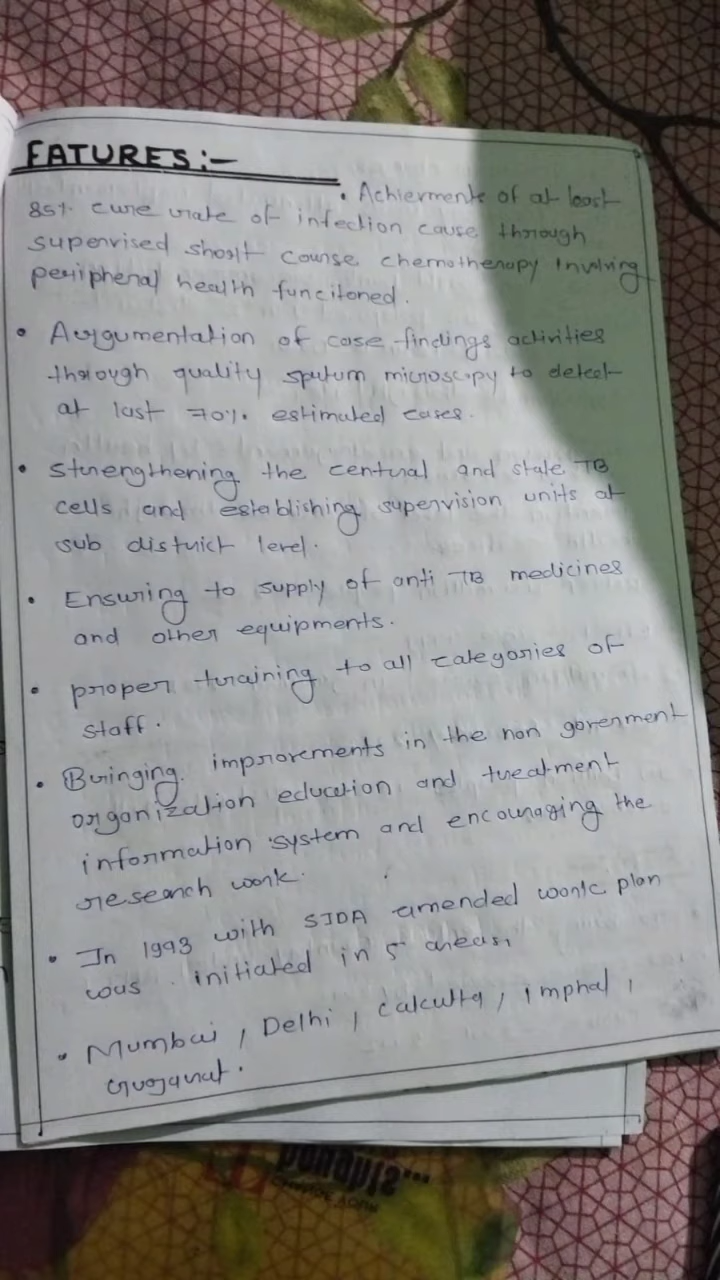 FATURES:-
• Achierments of at least
85% cure rate of infection cause through
supervised short counse chemotherapy involving
peripheral health funcitoned.
• Aurgumentation of case findings activities
through quality sputum microscopy to detect
at last 70% estimated cases.
• strengthening the central and state TB
cells and establishing supervision units at
sub district level.
• Ensuring to supply of anti TB medicines
and other equipments.
• proper training to all categories of
staff.
• Bringing improrements in the non goverment
organization education and treatment
information system and encouraging the
research work.
• In 1993 with SIDA amended work plan
was initiated in 5 areas,
• Mumbai, Delhi, calcutta, imphal,
Gujarat.